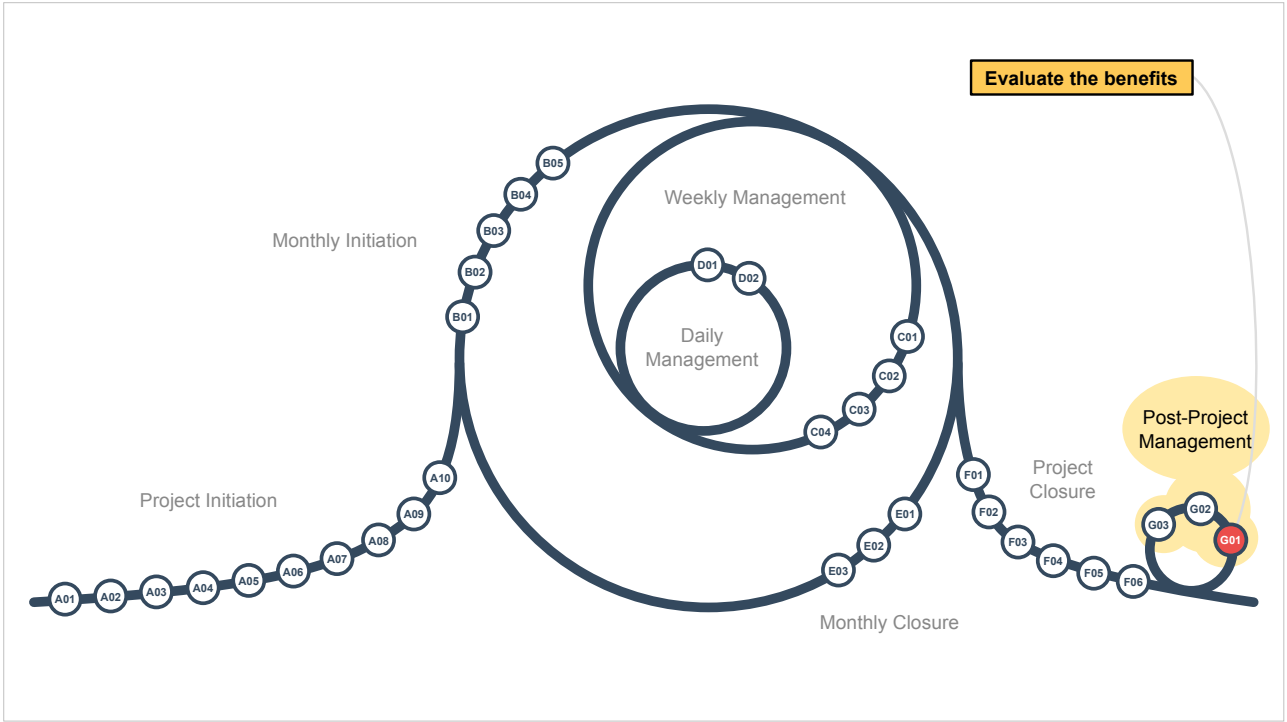 Evaluate the benefits
B05
B04
B03
B02
B01
Monthly Initiation
Weekly Management
D01
D02
Daily
Management
C01
C02
C03
C04
Post-Project
Management
A10
A09
A08
A07
A06
A05
A04
A03
A02
A01
Project Initiation
E01
E02
E03
Monthly Closure
F01
F02
F03
F04
F05
F06
Project
Closure
G03
G02
G01